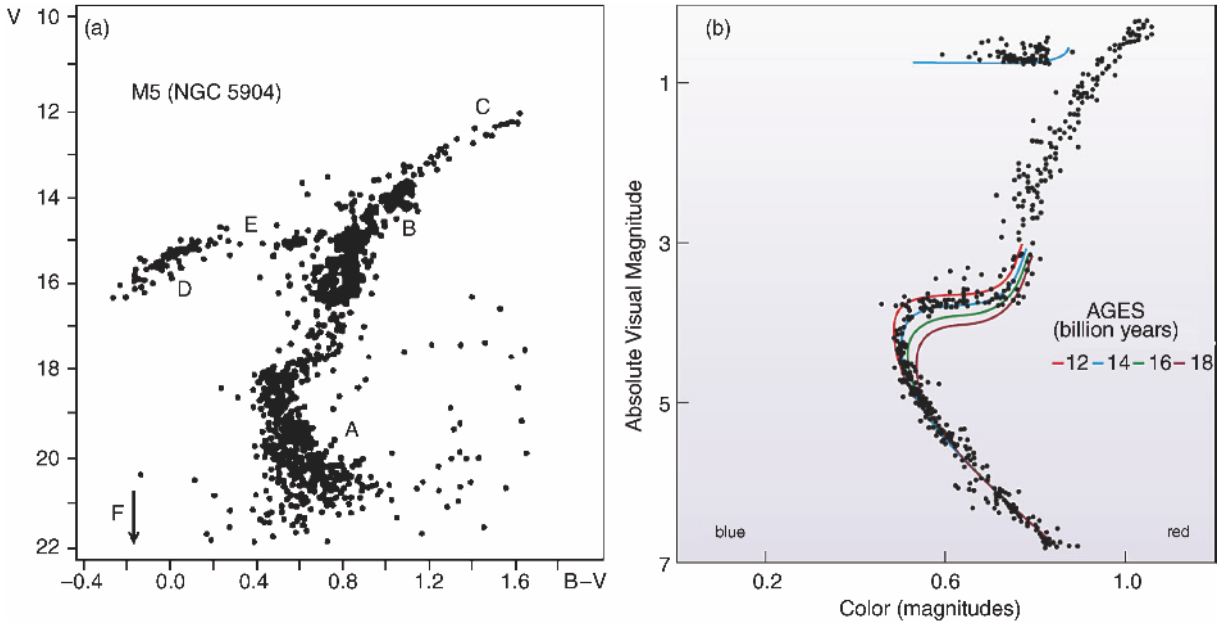 V
(a)
M5 (NGC 5904)
10
12
14
16
18
20
22
A
B
C
D
E
F
−0.4
0.0
0.4
0.8
1.2
1.6
B−V
(b)
Absolute Visual Magnitude
1
3
5
7
AGES
(billion years)
12 14 16 18
blue
red
0.2
0.6
1.0
Color (magnitudes)